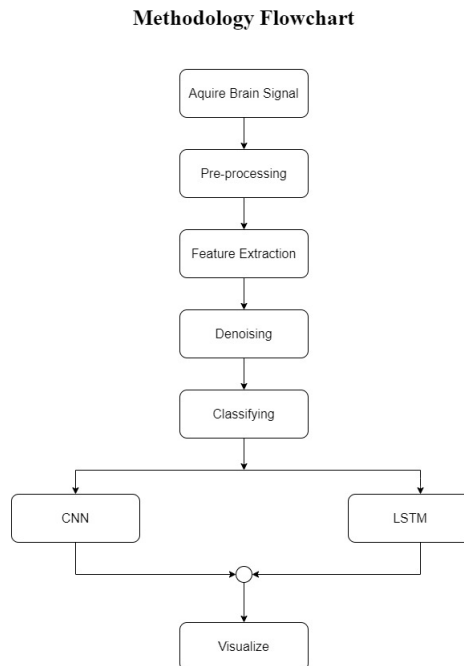 Methodology Flowchart
Aquire Brain Signal
Pre-processing
Feature Extraction
Denoising
Classifying
CNN
LSTM
Visualize